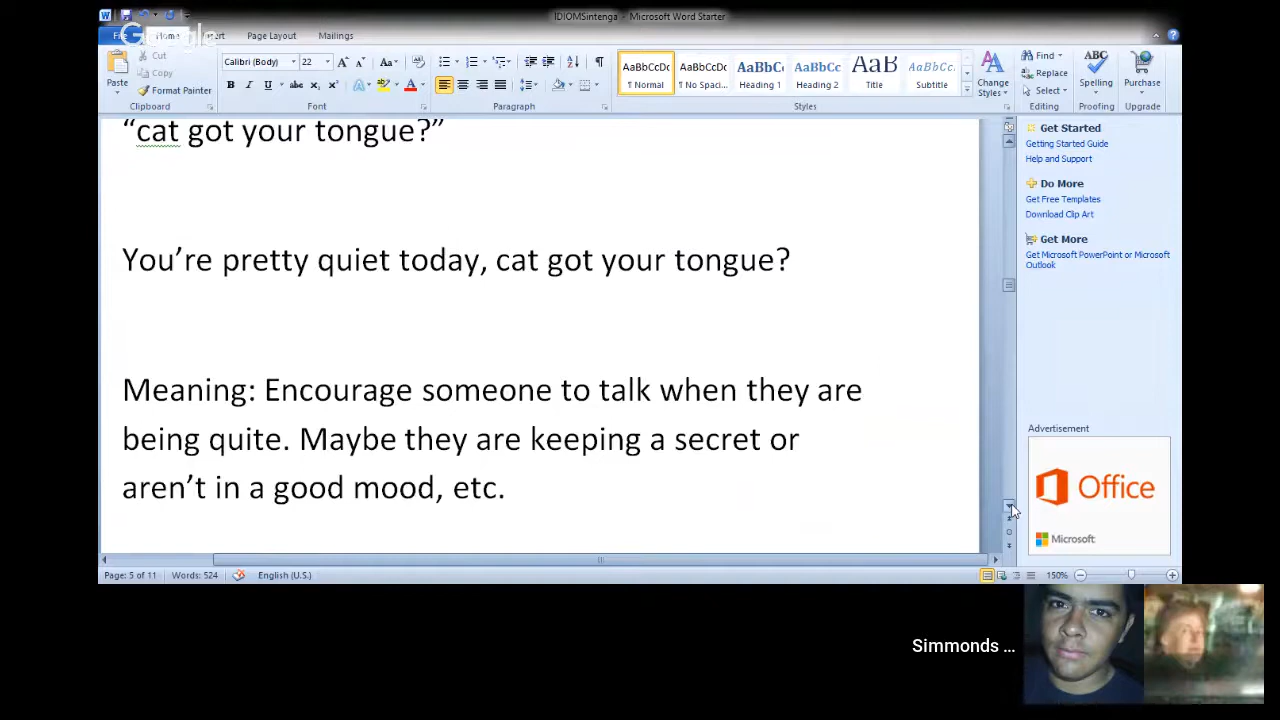 IDIOMSintenga - Microsoft Word Starter
Google
File Home Page Layout Mailings
Cut
Copy
Format Painter
Paste
Clipboard
Calibri (Body) 22
Font
Paragraph
AaBbCcDc AaBbCcDc AaBbC AaBbCc AaB AaBbCc.
¶ Normal ¶ No Spaci... Heading 1 Heading 2 Title Subtitle
Change Styles
Styles
Find
Replace
Select
Editing
Spelling
Proofing
Purchase
Upgrade
“cat got your tongue?”
You’re pretty quiet today, cat got your tongue?
Meaning: Encourage someone to talk when they are
being quite. Maybe they are keeping a secret or
aren’t in a good mood, etc.
Get Started
Getting Started Guide
Help and Support
Do More
Get Free Templates
Download Clip Art
Get More
Get Microsoft PowerPoint or Microsoft
Outlook
Advertisement
Office
Microsoft
Page: 5 of 11 Words: 524 English (U.S.) 150%
Simmonds ...